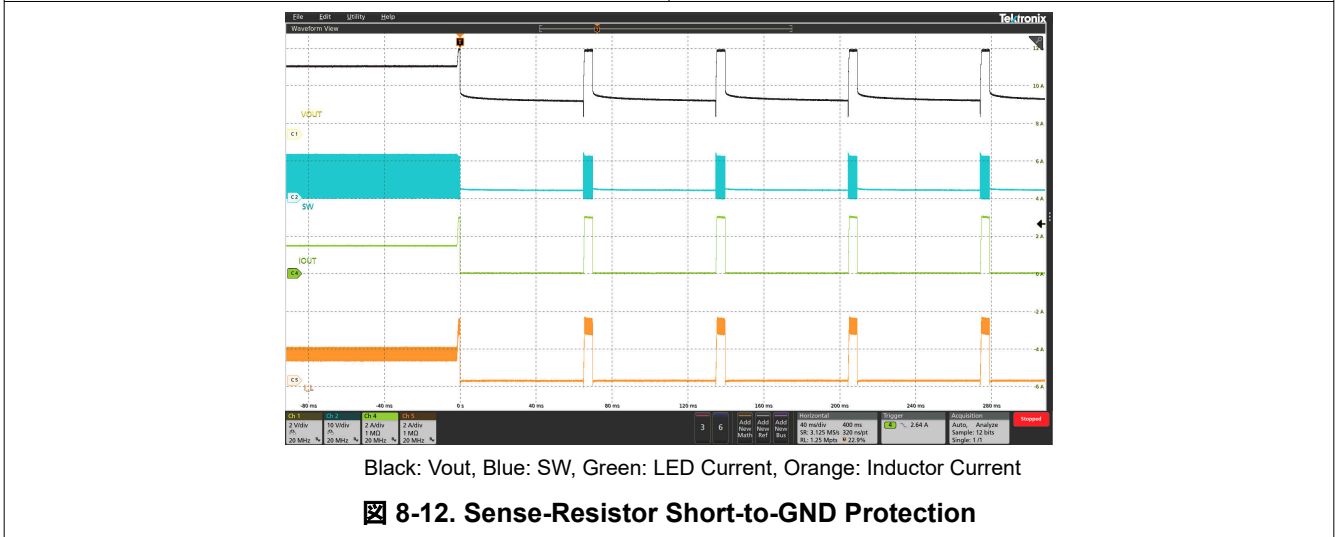 File Edit Utility Help
Tektronix
Waveform View
T
12 A
10 A
VOUT
8 A
C1
6 A
C2
4 A
SW
2 A
IOUT
C4
0 A
-2 A
-4 A
C5
-6 A
-80 ms -40 ms 0 s 40 ms 80 ms 120 ms 160 ms 200 ms 240 ms 280 ms
Ch 1 Ch 2 Ch 4 Ch 5 Horizontal Trigger Acquisition
2 V/div 10 V/div 2 A/div 2 A/div 3 6 Add New Math Add New Ref Add New Bus 40 ms/div 400 ms 4 2.64 A Auto, Analyze Stopped
1 MΩ 1 MΩ SR: 3.125 MS/s 320 ns/pt Sample: 12 bits
20 MHz 20 MHz 20 MHz 20 MHz RL: 1.25 Mpts 22.9% Single: 1/1
Black: Vout, Blue: SW, Green: LED Current, Orange: Inductor Current
図 8-12. Sense-Resistor Short-to-GND Protection